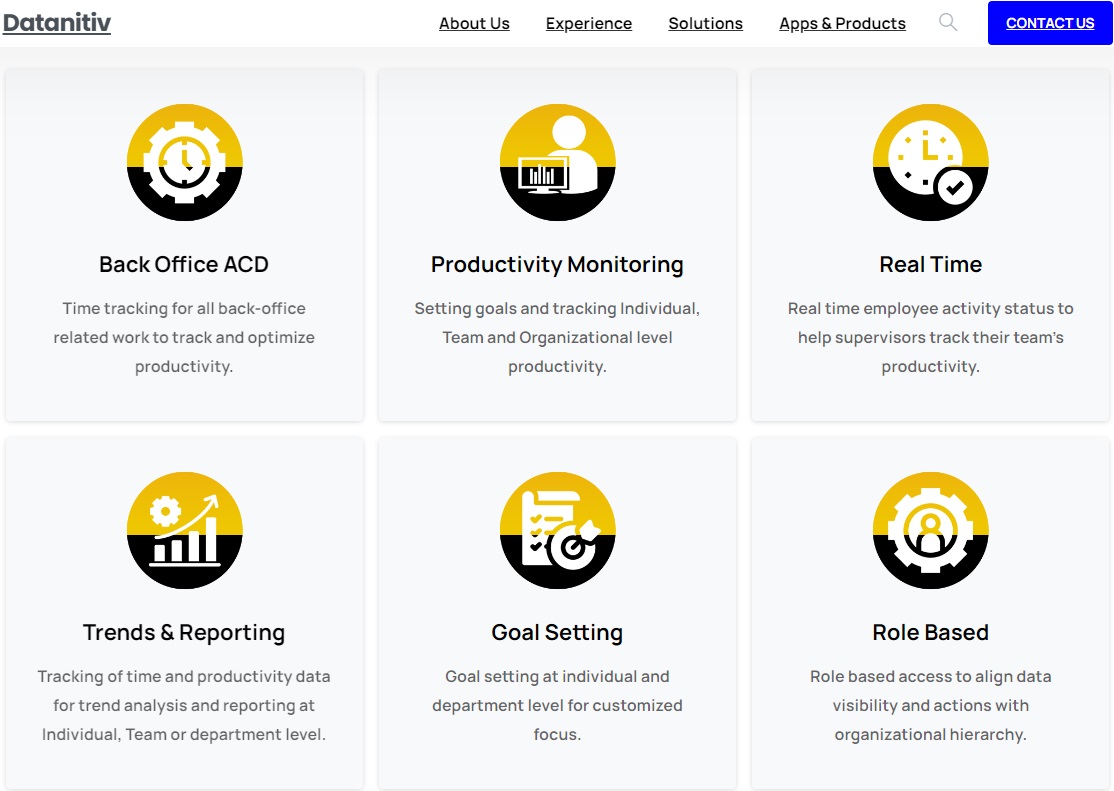 Datanitiv
About Us
Experience
Solutions
Apps & Products
CONTACT US
Back Office ACD
Time tracking for all back-office
related work to track and optimize
productivity.
Productivity Monitoring
Setting goals and tracking Individual,
Team and Organizational level
productivity.
Real Time
Real time employee activity status to
help supervisors track their team's
productivity.
Trends & Reporting
Tracking of time and productivity data
for trend analysis and reporting at
Individual, Team or department level.
Goal Setting
Goal setting at individual and
department level for customized
focus.
Role Based
Role based access to align data
visibility and actions with
organizational hierarchy.